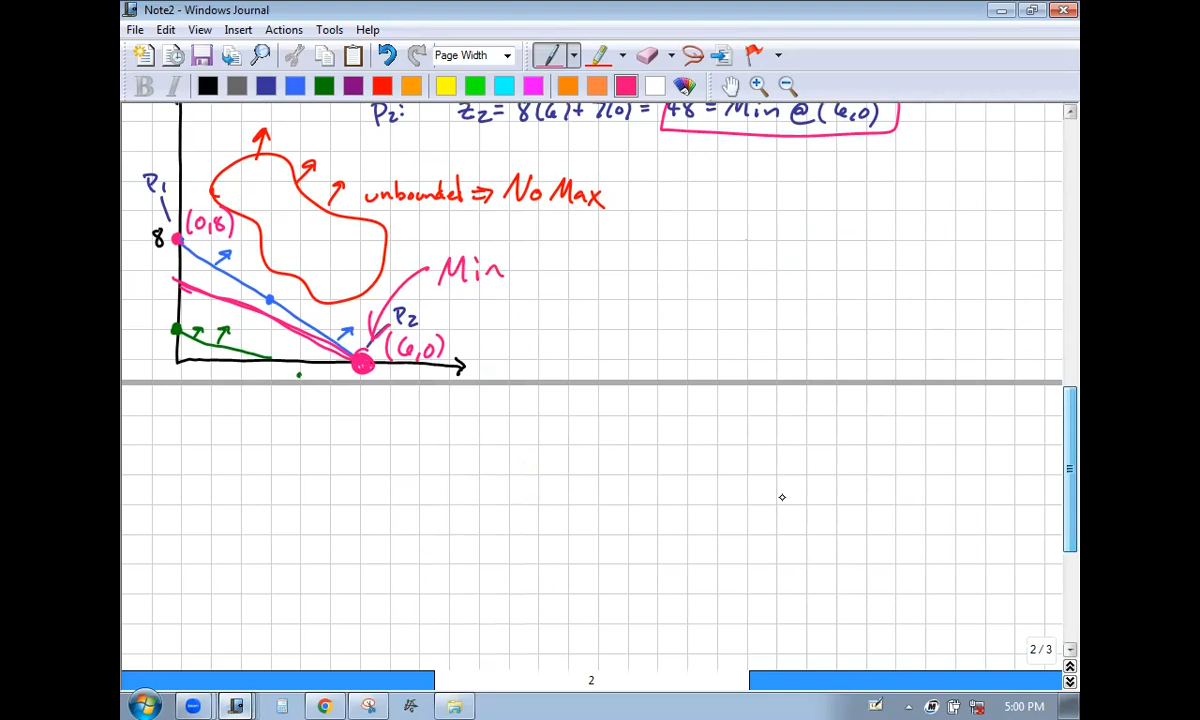 Note2 - Windows Journal
File Edit View Insert Actions Tools Help
Page Width
B I
P2: Z2 = 8(6) + 7(0) = 48 = Min @ (6,0)
unbounded ⇒ No Max
P1
(0,8)
8
Min
P2
(6,0)
2 / 3
2
5:00 PM